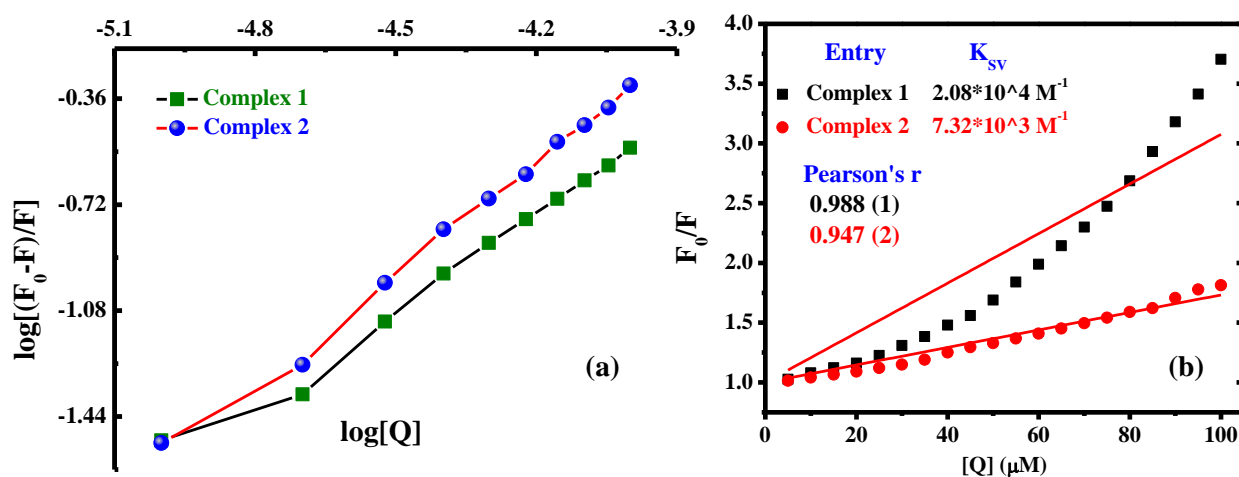 -5.1 -4.8 -4.5 -4.2 -3.9
-0.36
-0.72
-1.08
-1.44
log[(F₀-F)/F]
Complex 1
Complex 2
(a)
log[Q]
4.0
3.5
3.0
2.5
2.0
1.5
1.0
F₀/F
Entry K_SV
Complex 1 2.08*10^4 M⁻¹
Complex 2 7.32*10^3 M⁻¹
Pearson's r
0.988 (1)
0.947 (2)
(b)
0 20 40 60 80 100
[Q] (μM)